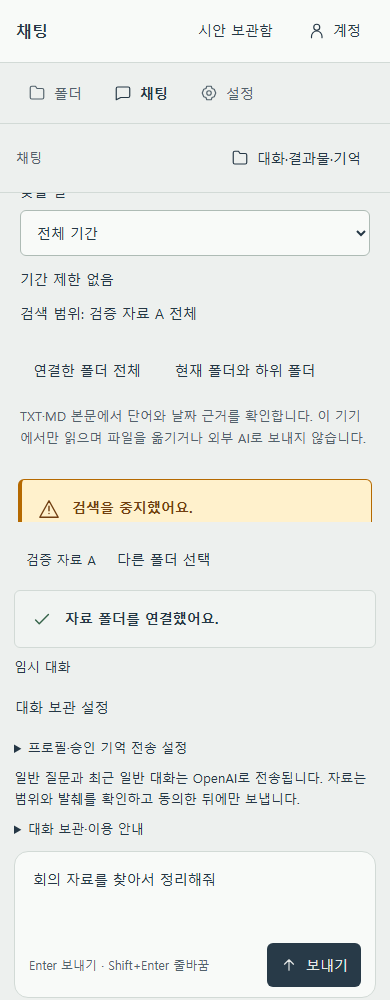 채팅
시안 보관함
계정
폴더
채팅
설정
채팅
대화·결과물·기억
전체 기간
기간 제한 없음
검색 범위: 검증 자료 A 전체
연결한 폴더 전체
현재 폴더와 하위 폴더
TXT·MD 본문에서 단어와 날짜 근거를 확인합니다. 이 기기
에서만 읽으며 파일을 옮기거나 외부 AI로 보내지 않습니다.
검색을 중지했어요.
검증 자료 A
다른 폴더 선택
자료 폴더를 연결했어요.
임시 대화
대화 보관 설정
▶ 프로필·승인 기억 전송 설정
일반 질문과 최근 일반 대화는 OpenAI로 전송됩니다. 자료는
범위와 발췌를 확인하고 동의한 뒤에만 보냅니다.
▶ 대화 보관·이용 안내
회의 자료를 찾아서 정리해줘
Enter 보내기 · Shift+Enter 줄바꿈
보내기